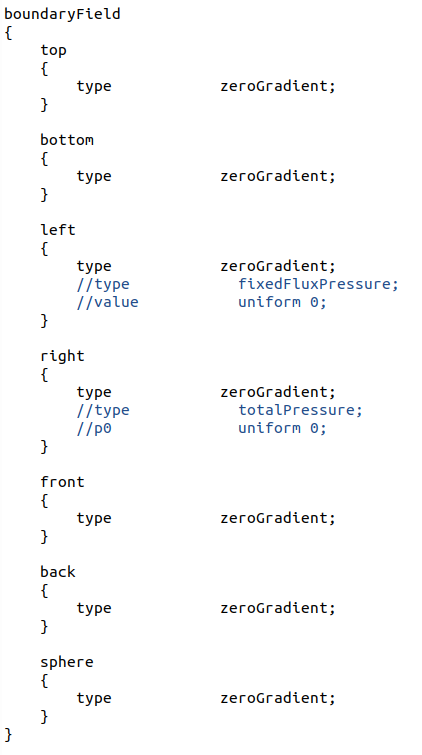 boundaryField
{
    top
    {
        type            zeroGradient;
    }

    bottom
    {
        type            zeroGradient;
    }

    left
    {
        type            zeroGradient;
        //type            fixedFluxPressure;
        //value           uniform 0;
    }

    right
    {
        type            zeroGradient;
        //type            totalPressure;
        //p0              uniform 0;
    }

    front
    {
        type            zeroGradient;
    }

    back
    {
        type            zeroGradient;
    }

    sphere
    {
        type            zeroGradient;
    }
}